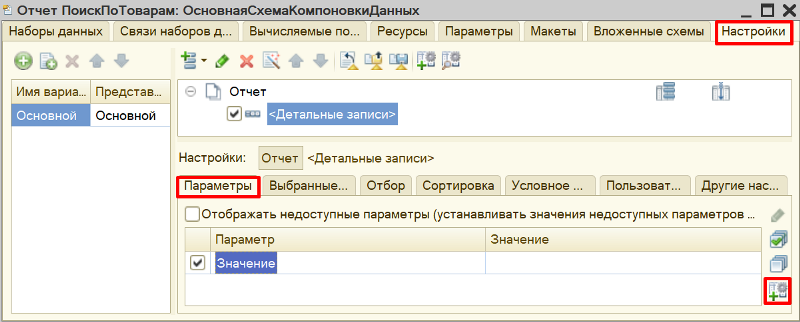 Отчет ПоискПоТоварам: ОсновнаяСхемаКомпоновкиДанных
Наборы данных Связи наборов д... Вычисляемые по... Ресурсы Параметры Макеты Вложенные схемы Настройки
Имя вариа... Представ...
Основной Основной
Отчет
<Детальные записи>
Настройки: Отчет <Детальные записи>
Параметры Выбранные... Отбор Сортировка Условное ... Пользоват... Другие нас...
Отображать недоступные параметры (устанавливать значения недоступных параметров ...
Параметр Значение
Значение